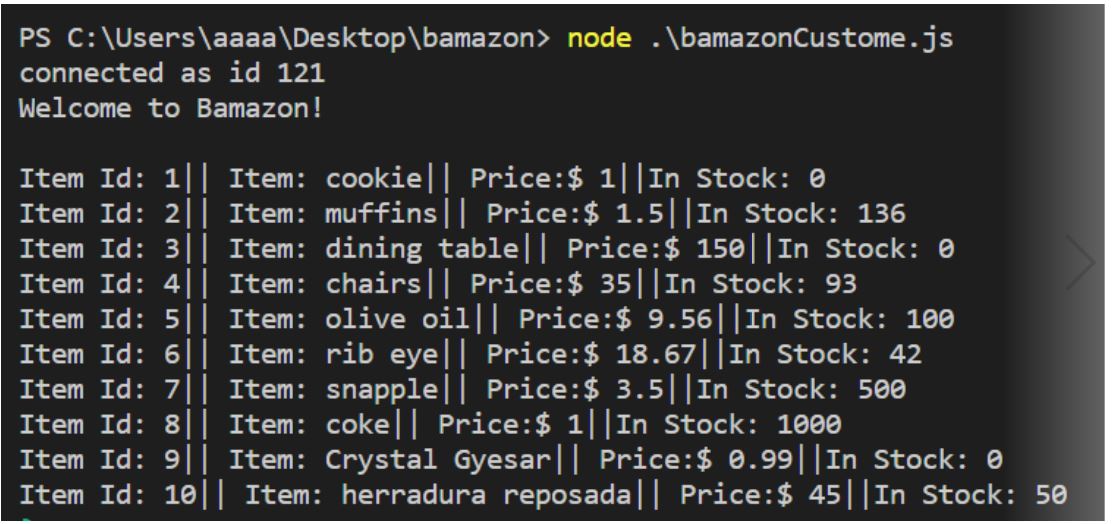 PS C:\Users\aaaa\Desktop\bamazon> node .\bamazonCustome.js
connected as id 121
Welcome to Bamazon!
Item Id: 1|| Item: cookie|| Price:$ 1||In Stock: 0
Item Id: 2|| Item: muffins|| Price:$ 1.5||In Stock: 136
Item Id: 3|| Item: dining table|| Price:$ 150||In Stock: 0
Item Id: 4|| Item: chairs|| Price:$ 35||In Stock: 93
Item Id: 5|| Item: olive oil|| Price:$ 9.56||In Stock: 100
Item Id: 6|| Item: rib eye|| Price:$ 18.67||In Stock: 42
Item Id: 7|| Item: snapple|| Price:$ 3.5||In Stock: 500
Item Id: 8|| Item: coke|| Price:$ 1||In Stock: 1000
Item Id: 9|| Item: Crystal Gyesar|| Price:$ 0.99||In Stock: 0
Item Id: 10|| Item: herradura reposada|| Price:$ 45||In Stock: 50